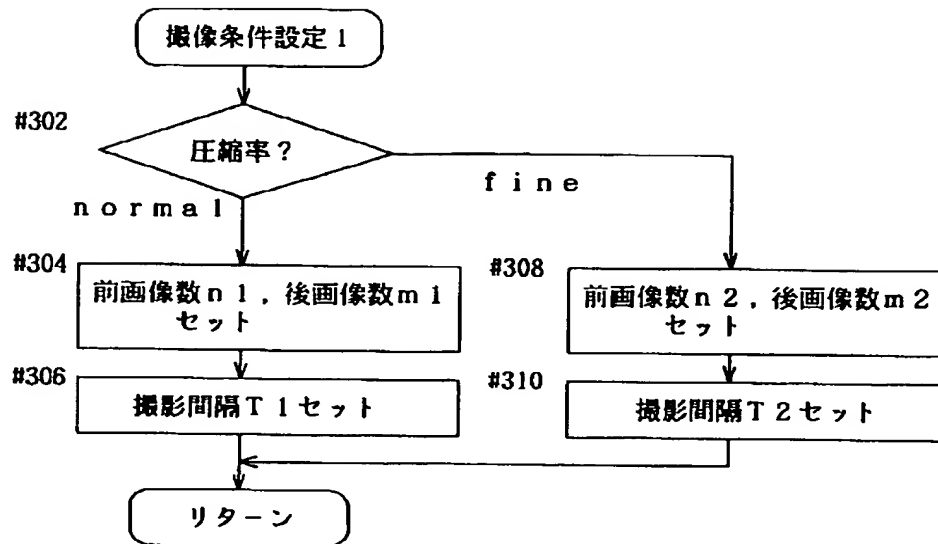 撮像条件設定1
#302
圧縮率?
fine
normal
#304
前画像数n1,後画像数m1
セット
#308
前画像数n2,後画像数m2
セット
#306
撮影間隔T1セット
#310
撮影間隔T2セット
リターン